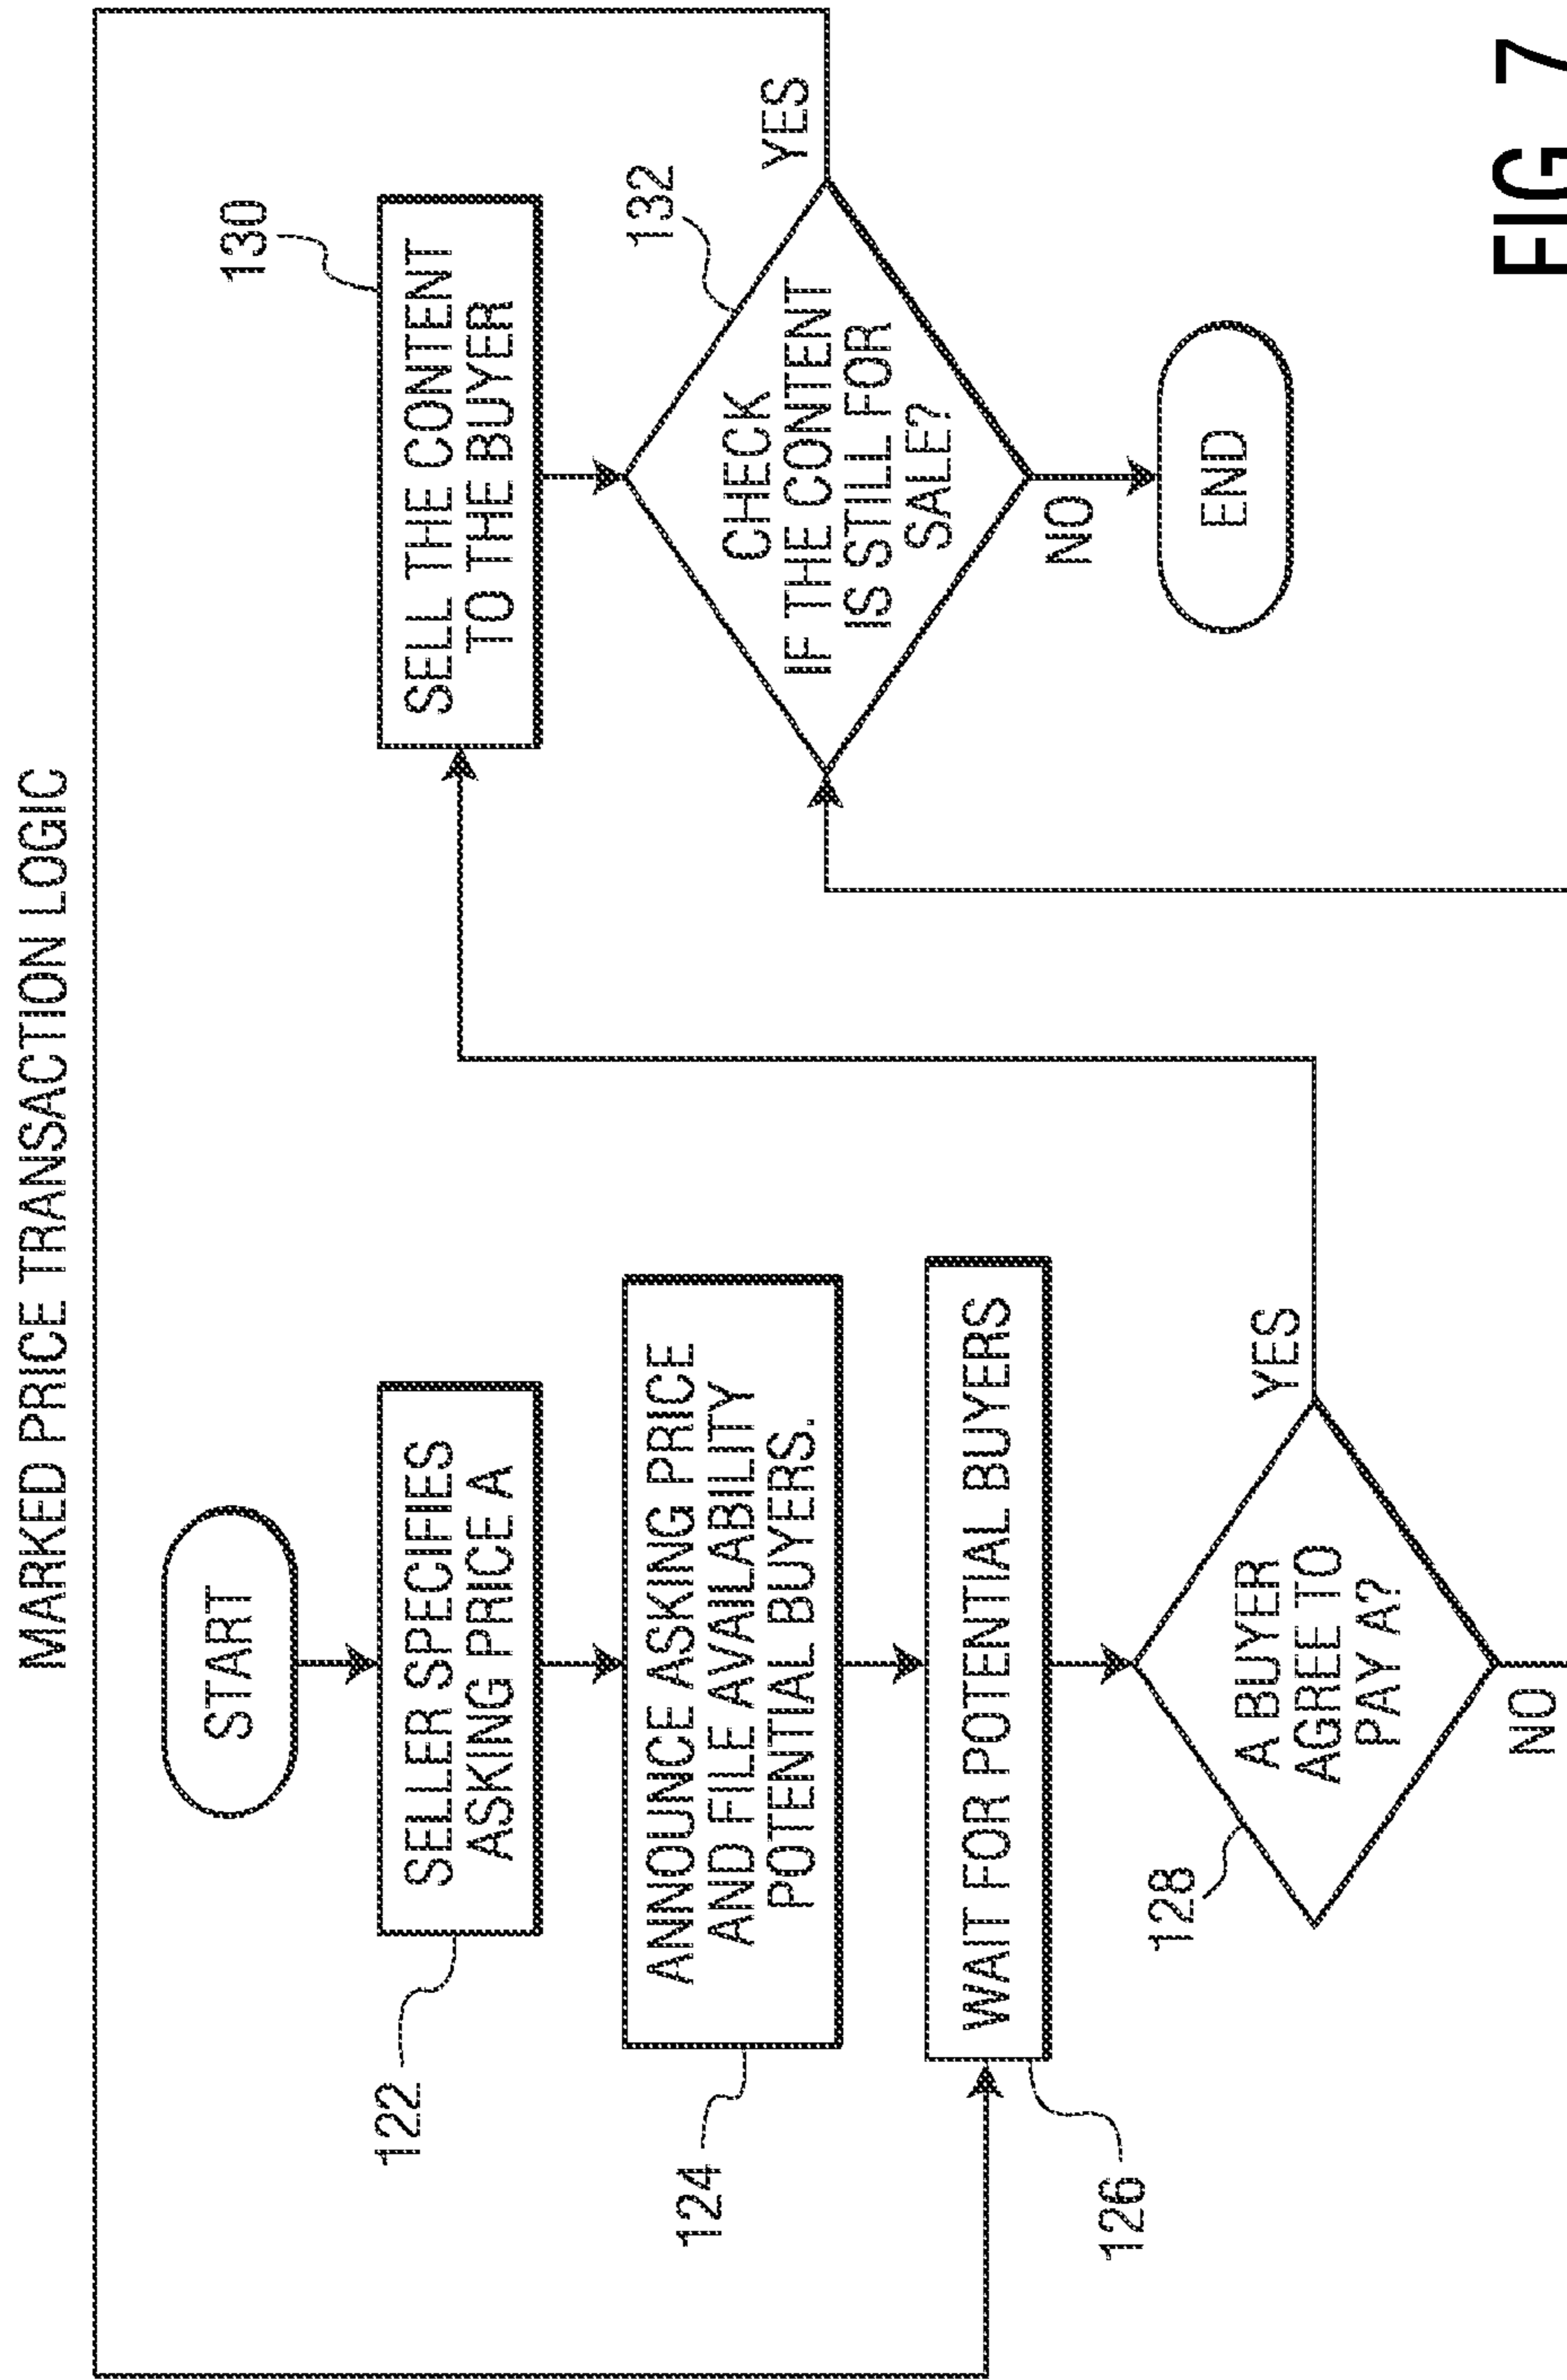 MARKED PRICE TRANSACTION LOGIC
START
122
SELLER SPECIFIES
ASKING PRICE A
124
ANNOUNCE ASKING PRICE
AND FILE AVAILABILITY
POTENTIAL BUYERS.
126
WAIT FOR POTENTIAL BUYERS
128
A BUYER
AGREE TO
PAY A?
YES
NO
130
SELL THE CONTENT
TO THE BUYER
132
CHECK
IF THE CONTENT
IS STILL FOR
SALE?
YES
NO
END
FIG 7